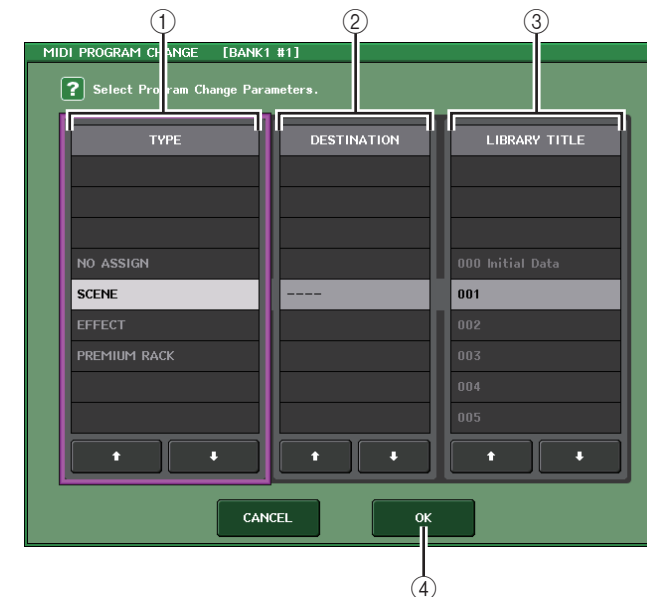 ① ② ③
MIDI PROGRAM CHANGE [BANK1 #1]
? Select Program Change Parameters.
TYPE DESTINATION LIBRARY TITLE
NO ASSIGN 000 Initial Data
SCENE ---- 001
EFFECT 002
PREMIUM RACK 003
004
005
CANCEL OK
④